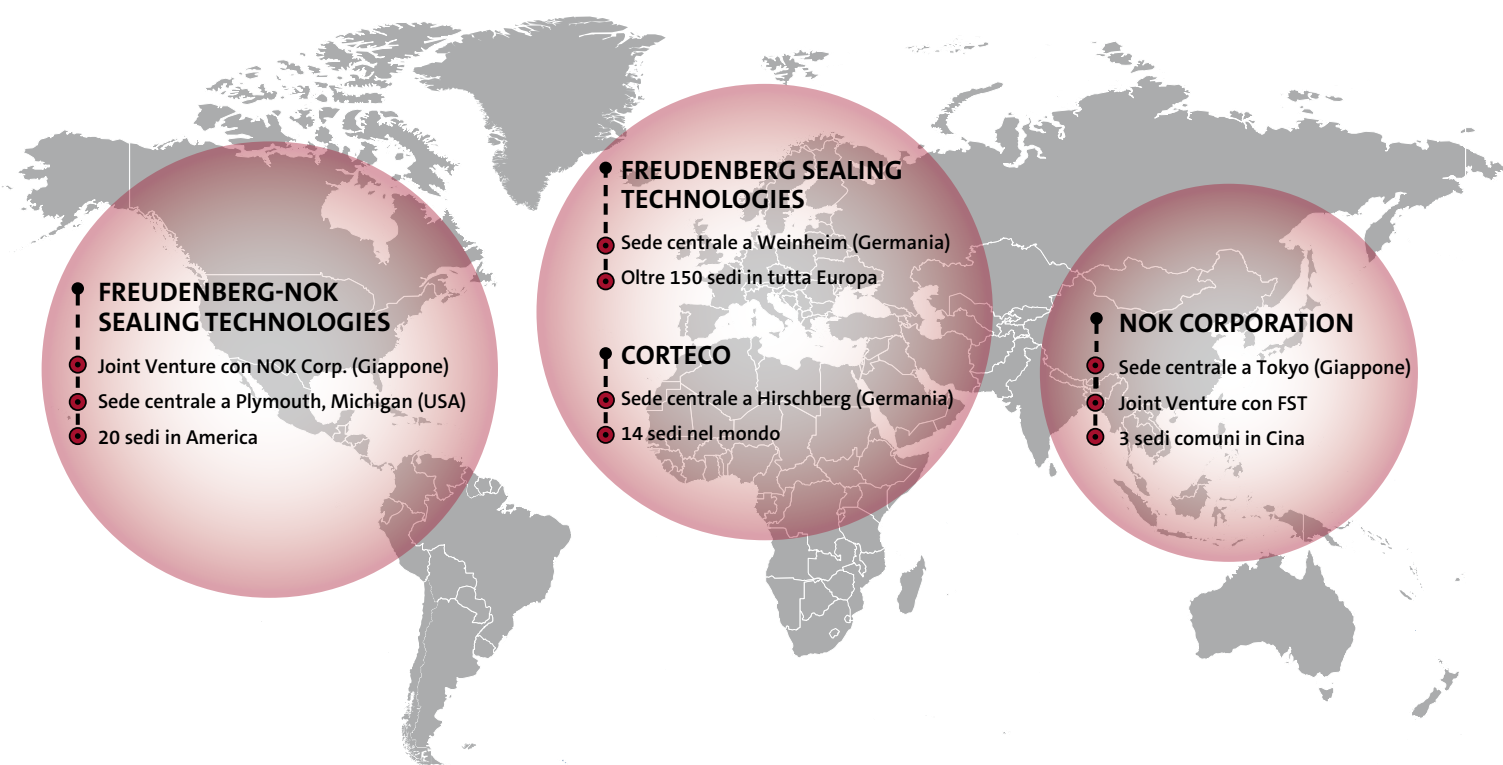 FREUDENBERG-NOK
SEALING TECHNOLOGIES
Joint Venture con NOK Corp. (Giappone)
Sede centrale a Plymouth, Michigan (USA)
20 sedi in America
FREUDENBERG SEALING
TECHNOLOGIES
Sede centrale a Weinheim (Germania)
Oltre 150 sedi in tutta Europa
CORTECO
Sede centrale a Hirschberg (Germania)
14 sedi nel mondo
NOK CORPORATION
Sede centrale a Tokyo (Giappone)
Joint Venture con FST
3 sedi comuni in Cina